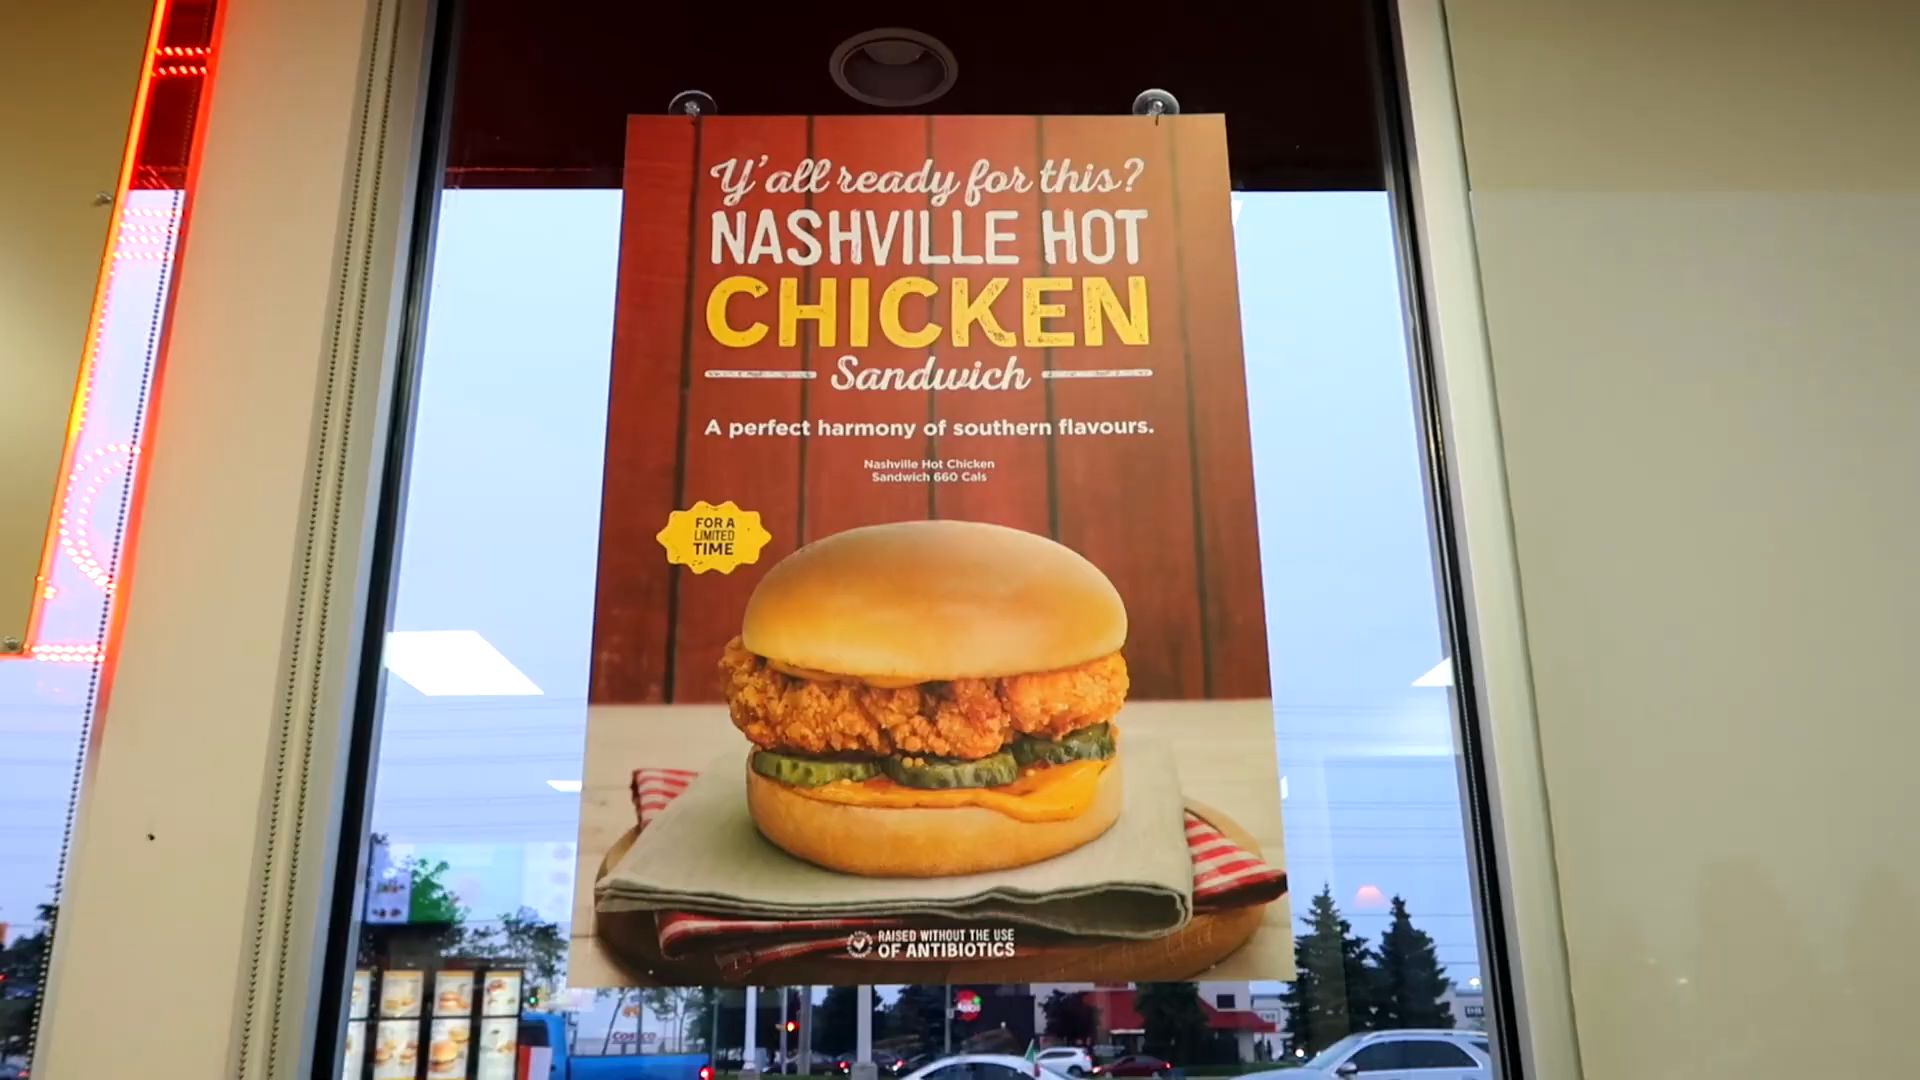 Y'all ready for this?
NASHVILLE HOT
CHICKEN
Sandwich
A perfect harmony of southern flavours.
Nashville Hot Chicken
Sandwich 660 Cals
FOR A
LIMITED
TIME
RAISED WITHOUT THE USE
OF ANTIBIOTICS
COSTCO